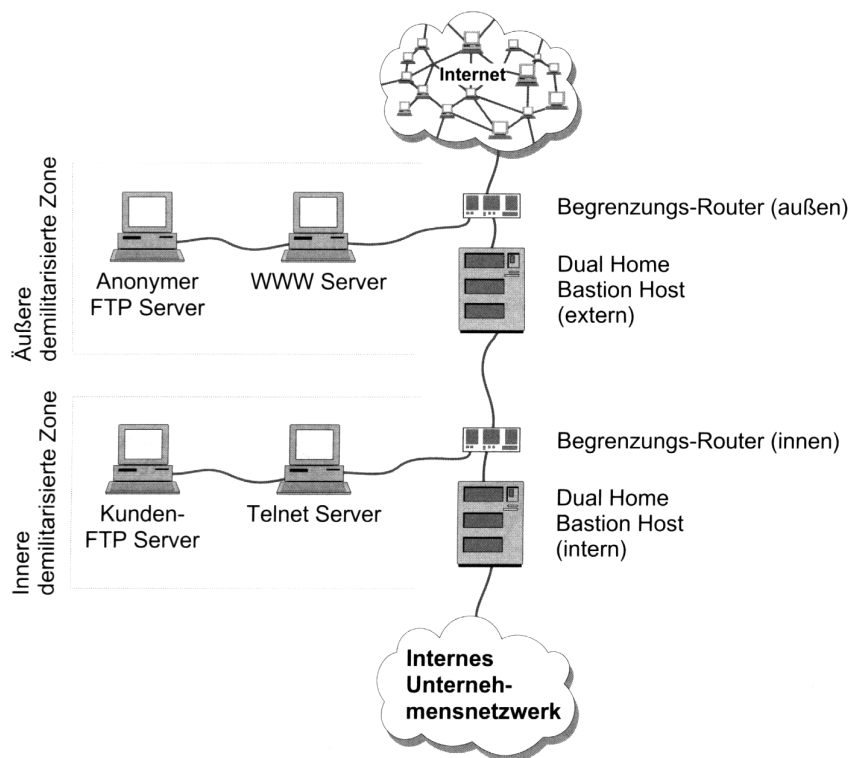 Internet
Äußere
demilitarisierte Zone
Anonymer
FTP Server
WWW Server
Begrenzungs-Router (außen)
Dual Home
Bastion Host
(extern)
Innere
demilitarisierte Zone
Kunden-
FTP Server
Telnet Server
Begrenzungs-Router (innen)
Dual Home
Bastion Host
(intern)
Internes
Unterneh-
mensnetzwerk